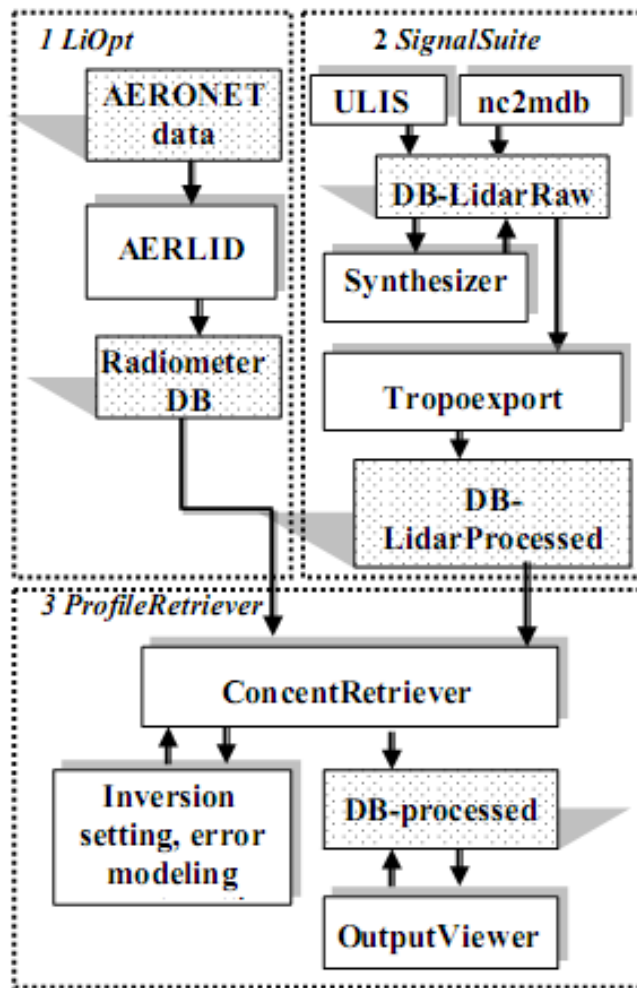 1 LiOpt
AERONET
data
AERLID
Radiometer
DB
2 SignalSuite
ULIS
nc2mdb
DB-LidarRaw
Synthesizer
Tropoexport
DB-
LidarProcessed
3 ProfileRetriever
ConcentRetriever
Inversion
setting, error
modeling
DB-processed
OutputViewer